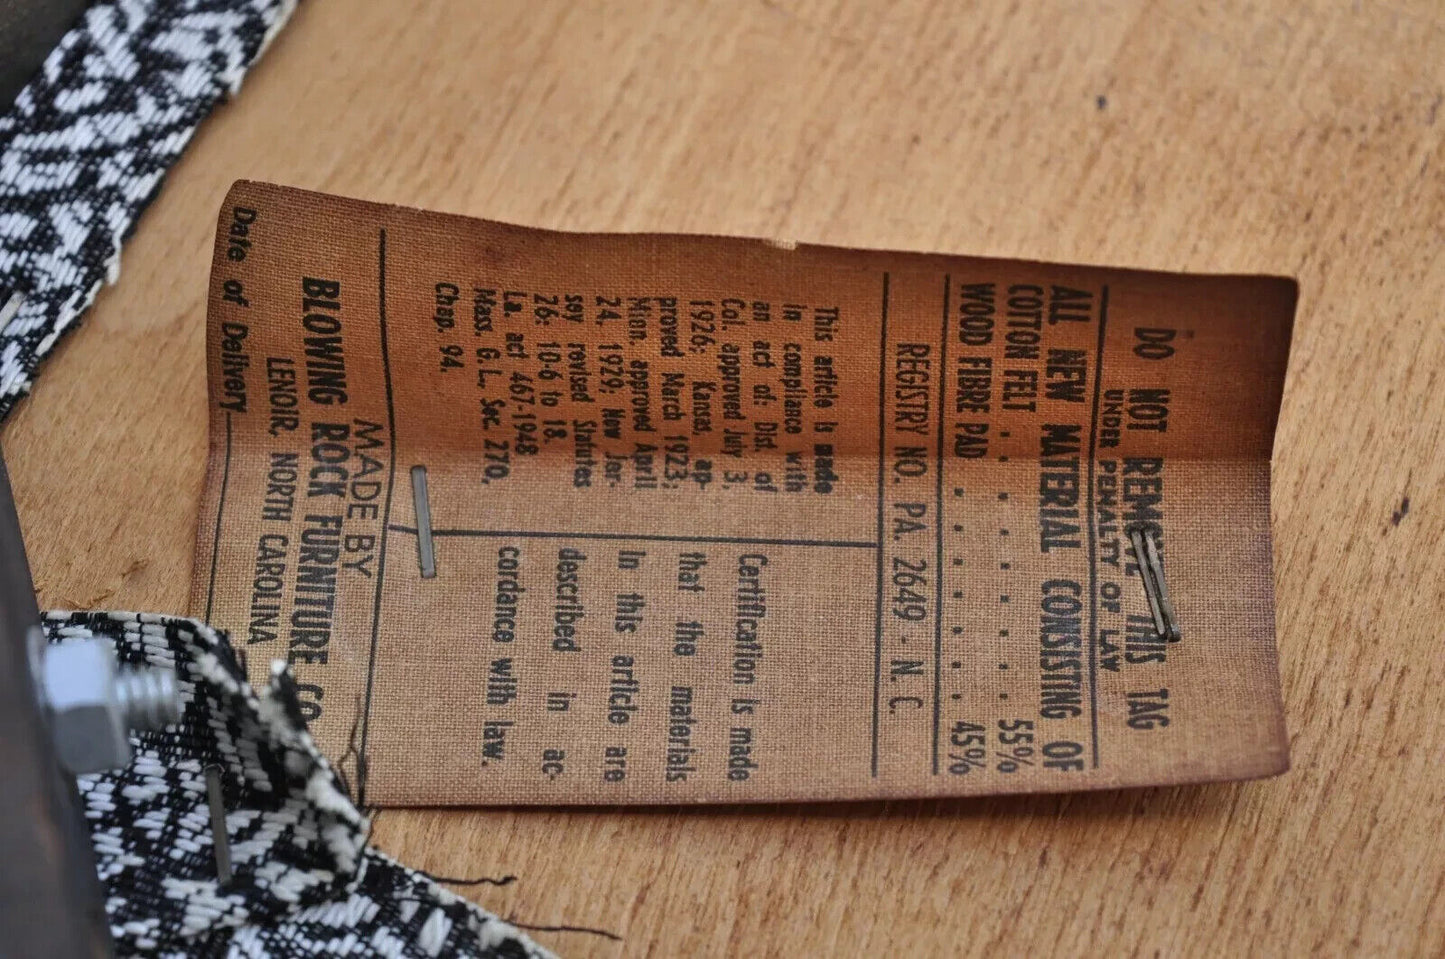 DO NOT REMOVE THIS TAG
UNDER PENALTY OF LAW
ALL NEW MATERIAL CONSISTING OF
COTTON FELT . . . . . . . . . 55%
WOOD FIBRE PAD . . . . . . . 45%
REGISTRY NO. PA. 2649 - N. C.
This article is made
in compliance with
an act of: Dist. of
Col. approved July 3,
1926; Kansas, ap-
proved March 1923;
Minn. approved April
24, 1929; New Jer-
sey revised Statutes
26: 10-6 to 18.
La. act 467-1948
Mass. G. L. Sec. 270,
Chap. 94.
Certification is made
that the materials
in this article are
described in ac-
cordance with law.
MADE BY
BLOWING ROCK FURNITURE CO
LENOIR, NORTH CAROLINA
Date of Delivery